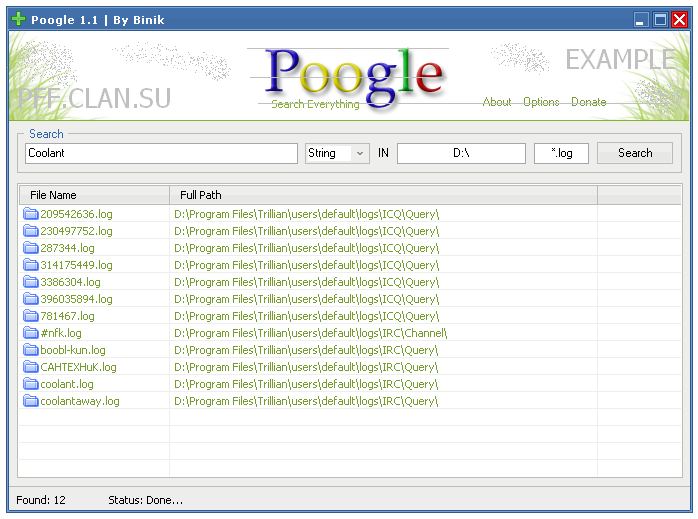 Poogle 1.1 | By Binik
EXAMPLE
Poogle
PFF.CLAN.SU
Search Everything
About Options Donate
Search
Coolant String IN D:\ *.log Search
File Name Full Path
209542636.log D:\Program Files\Trillian\users\default\logs\ICQ\Query\
230497752.log D:\Program Files\Trillian\users\default\logs\ICQ\Query\
287344.log D:\Program Files\Trillian\users\default\logs\ICQ\Query\
314175449.log D:\Program Files\Trillian\users\default\logs\ICQ\Query\
3386304.log D:\Program Files\Trillian\users\default\logs\ICQ\Query\
396035894.log D:\Program Files\Trillian\users\default\logs\ICQ\Query\
781467.log D:\Program Files\Trillian\users\default\logs\ICQ\Query\
#nfk.log D:\Program Files\Trillian\users\default\logs\IRC\Channel\
boobl-kun.log D:\Program Files\Trillian\users\default\logs\IRC\Query\
CAHTEXHuK.log D:\Program Files\Trillian\users\default\logs\IRC\Query\
coolant.log D:\Program Files\Trillian\users\default\logs\IRC\Query\
coolantaway.log D:\Program Files\Trillian\users\default\logs\IRC\Query\
Found: 12 Status: Done...